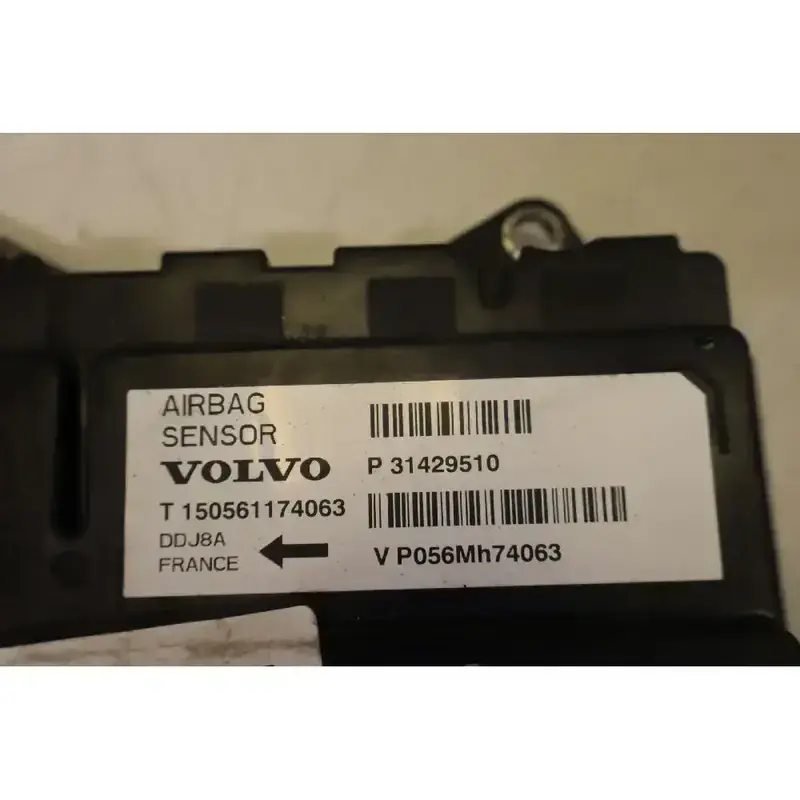 AIRBAG
SENSOR
VOLVO
P 31429510
T 150561174063
DDJ8A
FRANCE
V P056Mh74063